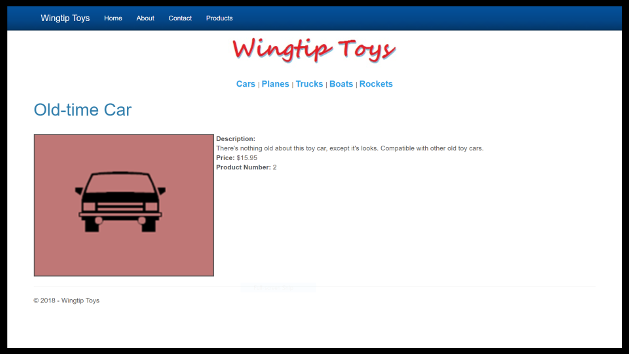 Wingtip Toys Home About Contact Products
Wingtip Toys
Cars | Planes | Trucks | Boats | Rockets
Old-time Car
Description:
There's nothing old about this toy car, except it's looks. Compatible with other old toy cars.
Price: $15.95
Product Number: 2
© 2018 - Wingtip Toys